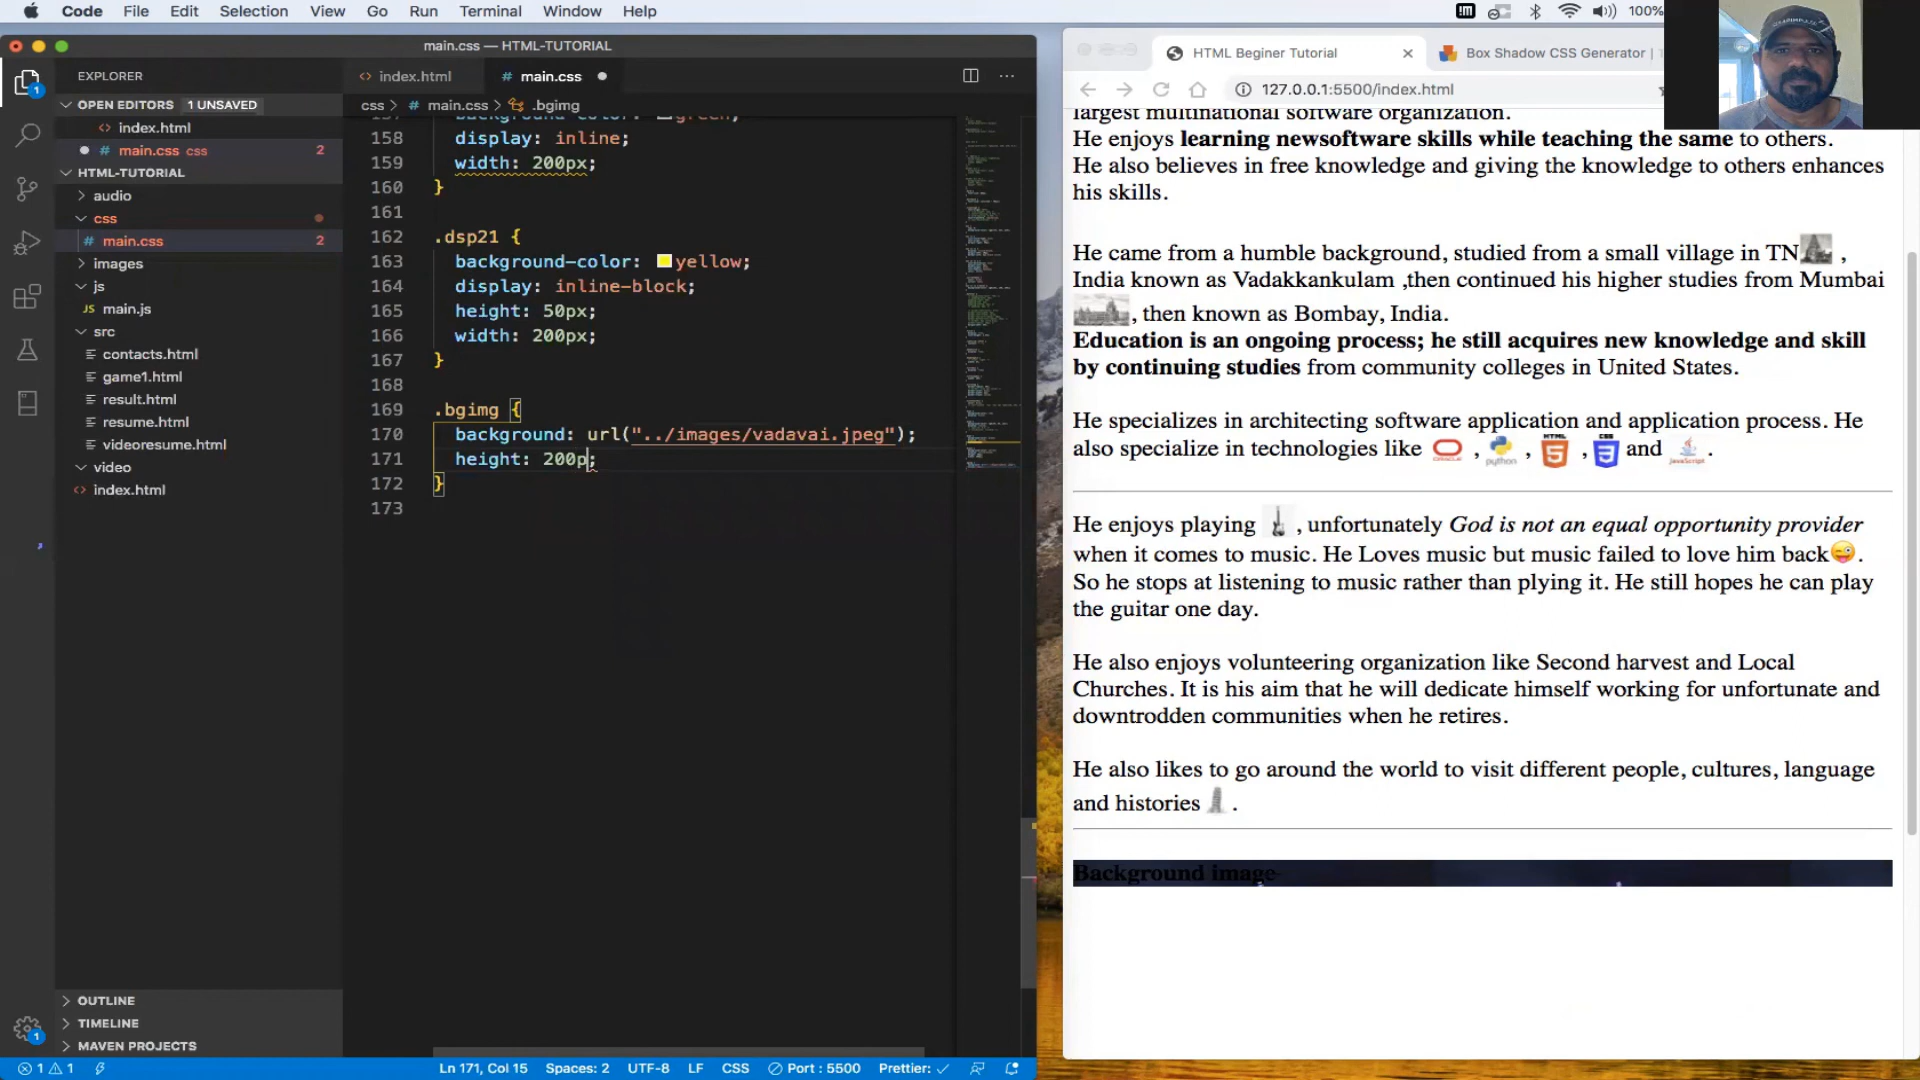 Code File Edit Selection View Go Run Terminal Window Help 100%
main.css — HTML-TUTORIAL
EXPLORER
OPEN EDITORS 1 UNSAVED
index.html
main.css css 2
HTML-TUTORIAL
audio
css
main.css 2
images
js
JS main.js
src
contacts.html
game1.html
result.html
resume.html
videoresume.html
video
index.html
OUTLINE
TIMELINE
MAVEN PROJECTS
1
1
index.html # main.css
css > # main.css > .bgimg
158 display: inline;
159 width: 200px;
160 }
161
162 .dsp21 {
163 background-color: yellow;
164 display: inline-block;
165 height: 50px;
166 width: 200px;
167 }
168
169 .bgimg {
170 background: url("../images/vadavai.jpeg");
171 height: 200p;
172 }
173
1 1 Ln 171, Col 15 Spaces: 2 UTF-8 LF CSS Port : 5500 Prettier: ✓
HTML Beginer Tutorial Box Shadow CSS Generator
127.0.0.1:5500/index.html
largest multinational software organization.
He enjoys learning newsoftware skills while teaching the same to others.
He also believes in free knowledge and giving the knowledge to others enhances
his skills.
He came from a humble background, studied from a small village in TN ,
India known as Vadakkankulam ,then continued his higher studies from Mumbai
, then known as Bombay, India.
Education is an ongoing process; he still acquires new knowledge and skill
by continuing studies from community colleges in United States.
He specializes in architecting software application and application process. He
also specialize in technologies like , python , HTML 5 , CSS 3 and JavaScript .
He enjoys playing , unfortunately God is not an equal opportunity provider
when it comes to music. He Loves music but music failed to love him back😜.
So he stops at listening to music rather than plying it. He still hopes he can play
the guitar one day.
He also enjoys volunteering organization like Second harvest and Local
Churches. It is his aim that he will dedicate himself working for unfortunate and
downtrodden communities when he retires.
He also likes to go around the world to visit different people, cultures, language
and histories .
Background image